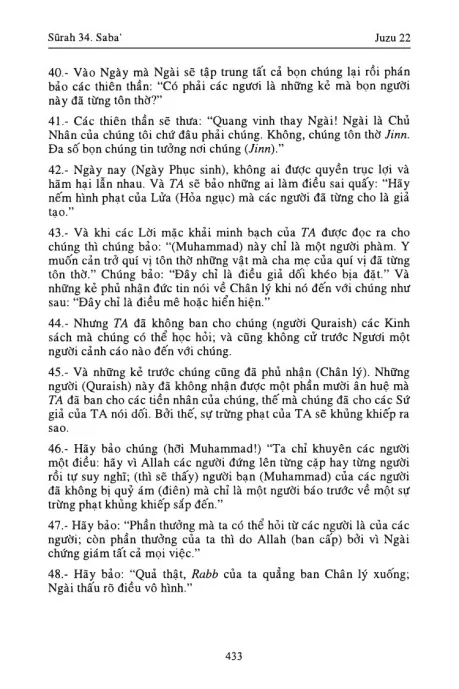 Sūrah 34. Saba’ Juzu 22
40.- Vào Ngày mà Ngài sẽ tập trung tất cả bọn chúng lại rồi phán
bảo các thiên thần: “Có phải các ngươi là những kẻ mà bọn người
này đã từng tôn thờ?”
41.- Các thiên thần sẽ thưa: “Quang vinh thay Ngài! Ngài là Chủ
Nhân của chúng tôi chứ đâu phải chúng. Không, chúng tôn thờ Jinn.
Đa số bọn chúng tin tưởng nơi chúng (Jinn).”
42.- Ngày nay (Ngày Phục sinh), không ai được quyền trục lợi và
hãm hại lẫn nhau. Và TA sẽ bảo những ai làm điều sai quấy: “Hãy
nếm hình phạt của Lửa (Hỏa ngục) mà các người đã từng cho là giả
tạo.”
43.- Và khi các Lời mặc khải minh bạch của TA được đọc ra cho
chúng thì chúng bảo: “(Muhammad) này chỉ là một người phàm. Y
muốn cản trở quí vị tôn thờ những vật mà cha mẹ của quí vị đã từng
tôn thờ.” Chúng bảo: “Đây chỉ là điều giả dối khéo bịa đặt.” Và
những kẻ phủ nhận đức tin nói về Chân lý khi nó đến với chúng như
sau: “Đây chỉ là điều mê hoặc hiển hiện.”
44.- Nhưng TA đã không ban cho chúng (người Quraish) các Kinh
sách mà chúng có thể học hỏi; và cũng không cử trước Ngươi một
người cảnh cáo nào đến với chúng.
45.- Và những kẻ trước chúng cũng đã phủ nhận (Chân lý). Những
người (Quraish) này đã không nhận được một phần mười ân huệ mà
TA đã ban cho các tiền nhân của chúng, thế mà chúng đã cho các Sứ
giả của TA nói dối. Bởi thế, sự trừng phạt của TA sẽ khủng khiếp ra
sao.
46.- Hãy bảo chúng (hỡi Muhammad!) “Ta chỉ khuyên các người
một điều: hãy vì Allah các người đứng lên từng cặp hay từng người
rồi tự suy nghĩ; (thì sẽ thấy) người bạn (Muhammad) của các người
đã không bị quỷ ám (điên) mà chỉ là một người báo trước về một sự
trừng phạt khủng khiếp sắp đến.”
47.- Hãy bảo: “Phần thưởng mà ta có thể hỏi từ các người là của các
người; còn phần thưởng của ta thì do Allah (ban cấp) bởi vì Ngài
chứng giám tất cả mọi việc.”
48.- Hãy bảo: “Quả thật, Rabb của ta quẳng ban Chân lý xuống;
Ngài thấu rõ điều vô hình.”
433